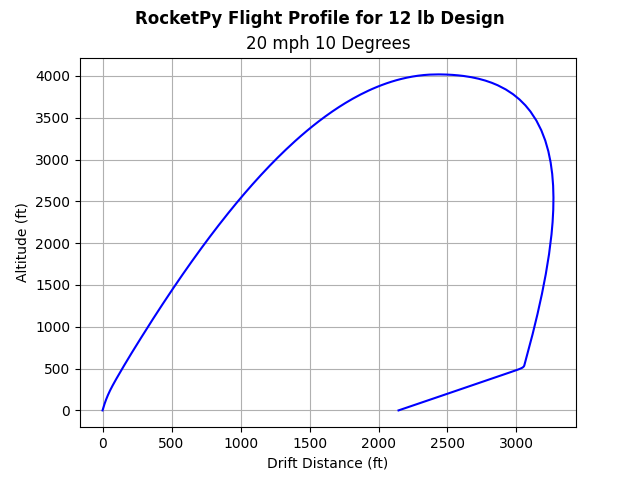 RocketPy Flight Profile for 12 lb Design
20 mph 10 Degrees
Altitude (ft)
4000
3500
3000
2500
2000
1500
1000
500
0
0 500 1000 1500 2000 2500 3000
Drift Distance (ft)